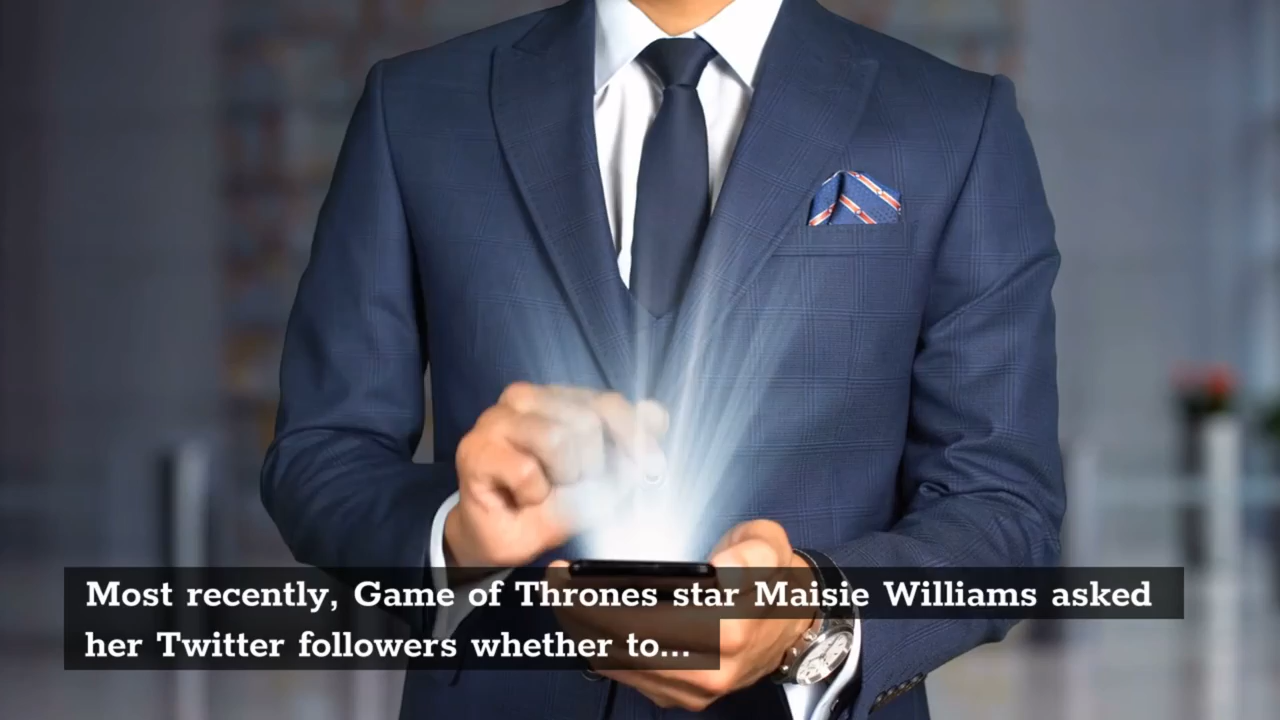 Most recently, Game of Thrones star Maisie Williams asked
her Twitter followers whether to...